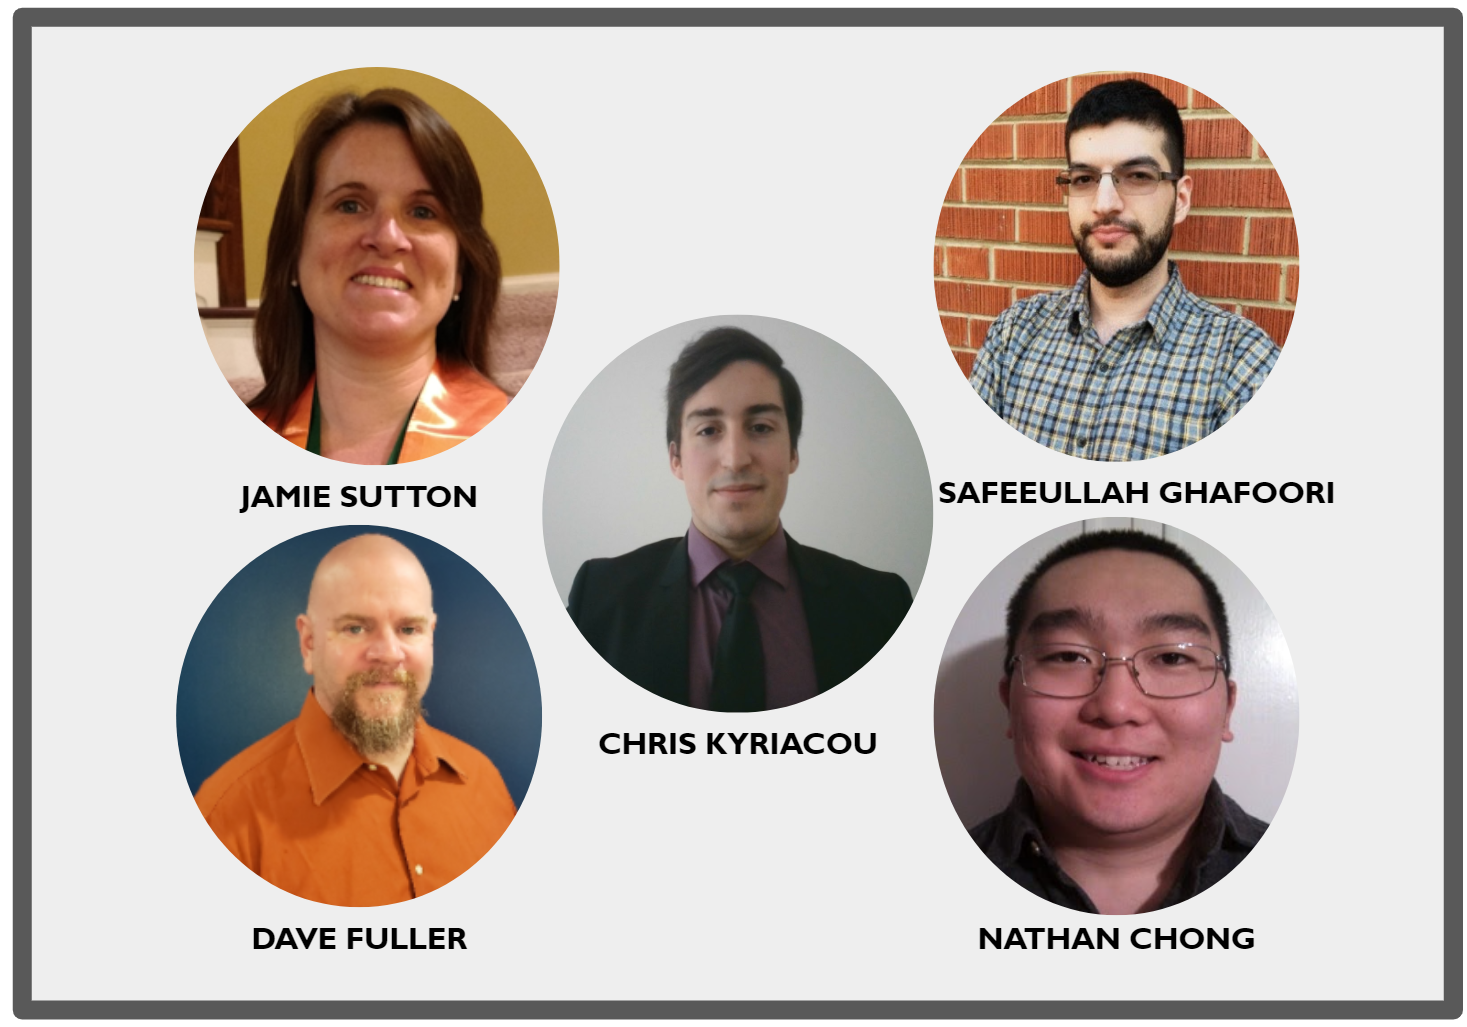 JAMIE SUTTON
SAFEEULLAH GHAFOORI
CHRIS KYRIACOU
DAVE FULLER
NATHAN CHONG